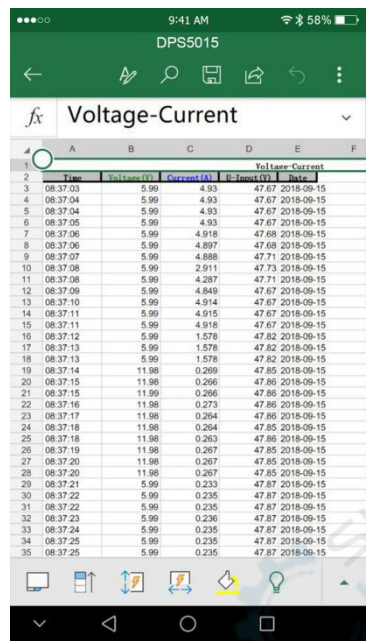 9:41 AM 58%
DPS5015
fx Voltage-Current
A B C D E F
1 Voltage-Current
2 Time Voltage(V) Current(A) U-Input(V) Date
3 08:37:03 5.99 4.93 47.67 2018-09-15
4 08:37:04 5.99 4.93 47.67 2018-09-15
5 08:37:04 5.99 4.93 47.67 2018-09-15
6 08:37:05 5.99 4.93 47.67 2018-09-15
7 08:37:06 5.99 4.918 47.68 2018-09-15
8 08:37:06 5.99 4.897 47.68 2018-09-15
9 08:37:07 5.99 4.888 47.71 2018-09-15
10 08:37:08 5.99 2.911 47.73 2018-09-15
11 08:37:08 5.99 4.287 47.71 2018-09-15
12 08:37:09 5.99 4.849 47.67 2018-09-15
13 08:37:10 5.99 4.914 47.67 2018-09-15
14 08:37:11 5.99 4.915 47.67 2018-09-15
15 08:37:11 5.99 4.918 47.67 2018-09-15
16 08:37:12 5.99 1.578 47.82 2018-09-15
17 08:37:13 5.99 1.578 47.82 2018-09-15
18 08:37:13 5.99 1.578 47.82 2018-09-15
19 08:37:14 11.98 0.269 47.85 2018-09-15
20 08:37:15 11.98 0.266 47.86 2018-09-15
21 08:37:15 11.99 0.266 47.86 2018-09-15
22 08:37:16 11.98 0.273 47.86 2018-09-15
23 08:37:17 11.98 0.264 47.86 2018-09-15
24 08:37:18 11.98 0.264 47.85 2018-09-15
25 08:37:18 11.98 0.263 47.86 2018-09-15
26 08:37:19 11.98 0.267 47.85 2018-09-15
27 08:37:20 11.98 0.267 47.85 2018-09-15
28 08:37:20 11.98 0.267 47.85 2018-09-15
29 08:37:21 5.99 0.233 47.87 2018-09-15
30 08:37:22 5.99 0.235 47.87 2018-09-15
31 08:37:22 5.99 0.235 47.87 2018-09-15
32 08:37:23 5.99 0.236 47.87 2018-09-15
33 08:37:24 5.99 0.235 47.87 2018-09-15
34 08:37:25 5.99 0.235 47.87 2018-09-15
35 08:37:25 5.99 0.235 47.87 2018-09-15